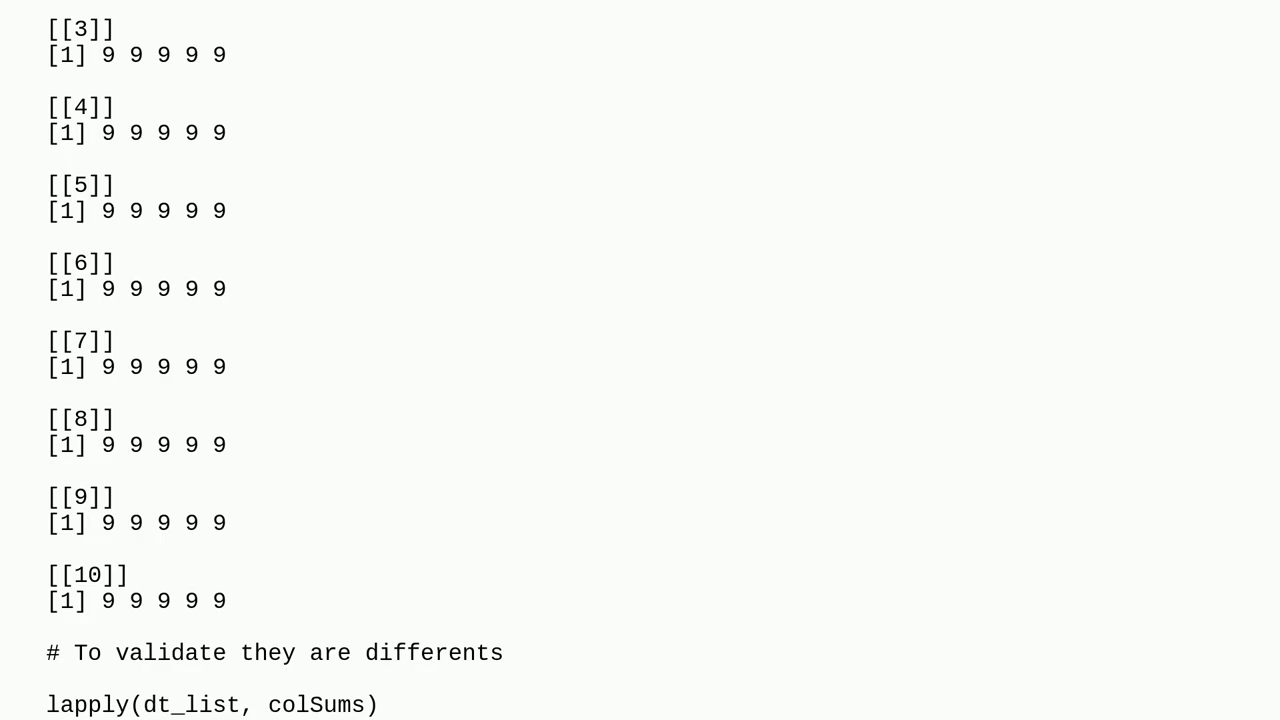 [[3]]
[1] 9 9 9 9 9
[[4]]
[1] 9 9 9 9 9
[[5]]
[1] 9 9 9 9 9
[[6]]
[1] 9 9 9 9 9
[[7]]
[1] 9 9 9 9 9
[[8]]
[1] 9 9 9 9 9
[[9]]
[1] 9 9 9 9 9
[[10]]
[1] 9 9 9 9 9
# To validate they are differents
lapply(dt_list, colSums)